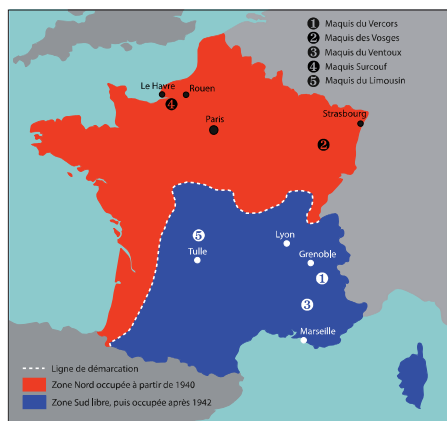 1 Maquis du Vercors
2 Maquis des Vosges
3 Maquis du Ventoux
4 Maquis Surcouf
5 Maquis du Limousin
Le Havre
Rouen
4
Paris
Strasbourg
2
5
Tulle
Lyon
Grenoble
1
3
Marseille
Ligne de démarcation
Zone Nord occupée à partir de 1940
Zone Sud libre, puis occupée après 1942